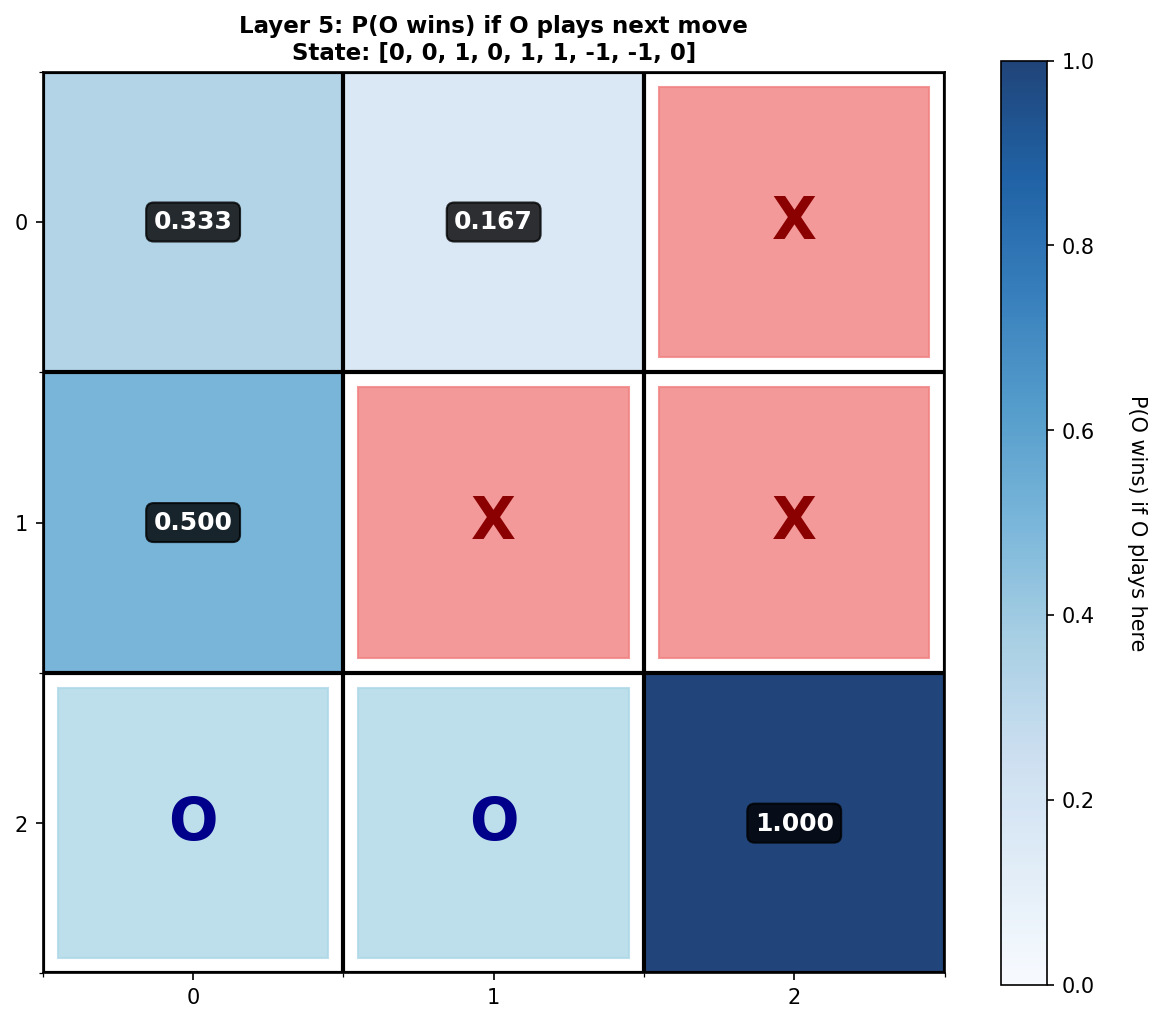 Layer 5: P(O wins) if O plays next move
State: [0, 0, 1, 0, 1, 1, -1, -1, 0]
0
0.333
0.167
X
1
0.500
X
X
2
O
O
1.000
0
1
2
1.0
0.8
0.6
0.4
0.2
0.0
P(O wins) if O plays here